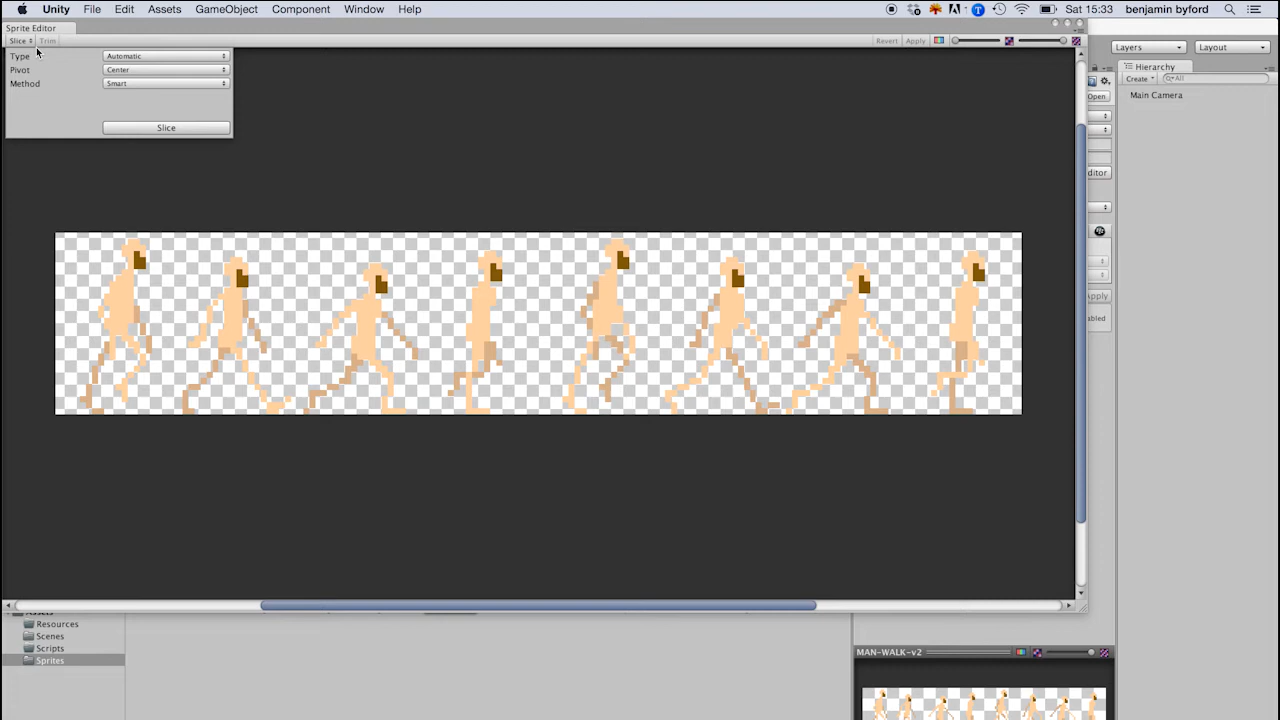 Unity File Edit Assets GameObject Component Window Help Sat 15:33 benjamin byford
Sprite Editor
Slice Trim Revert Apply
Type Automatic
Pivot Center
Method Smart
Slice
Layers Layout
Hierarchy
Create All
Main Camera
Open
ditor
Apply
abled
Assets
Resources
Scenes
Scripts
Sprites
MAN-WALK-v2